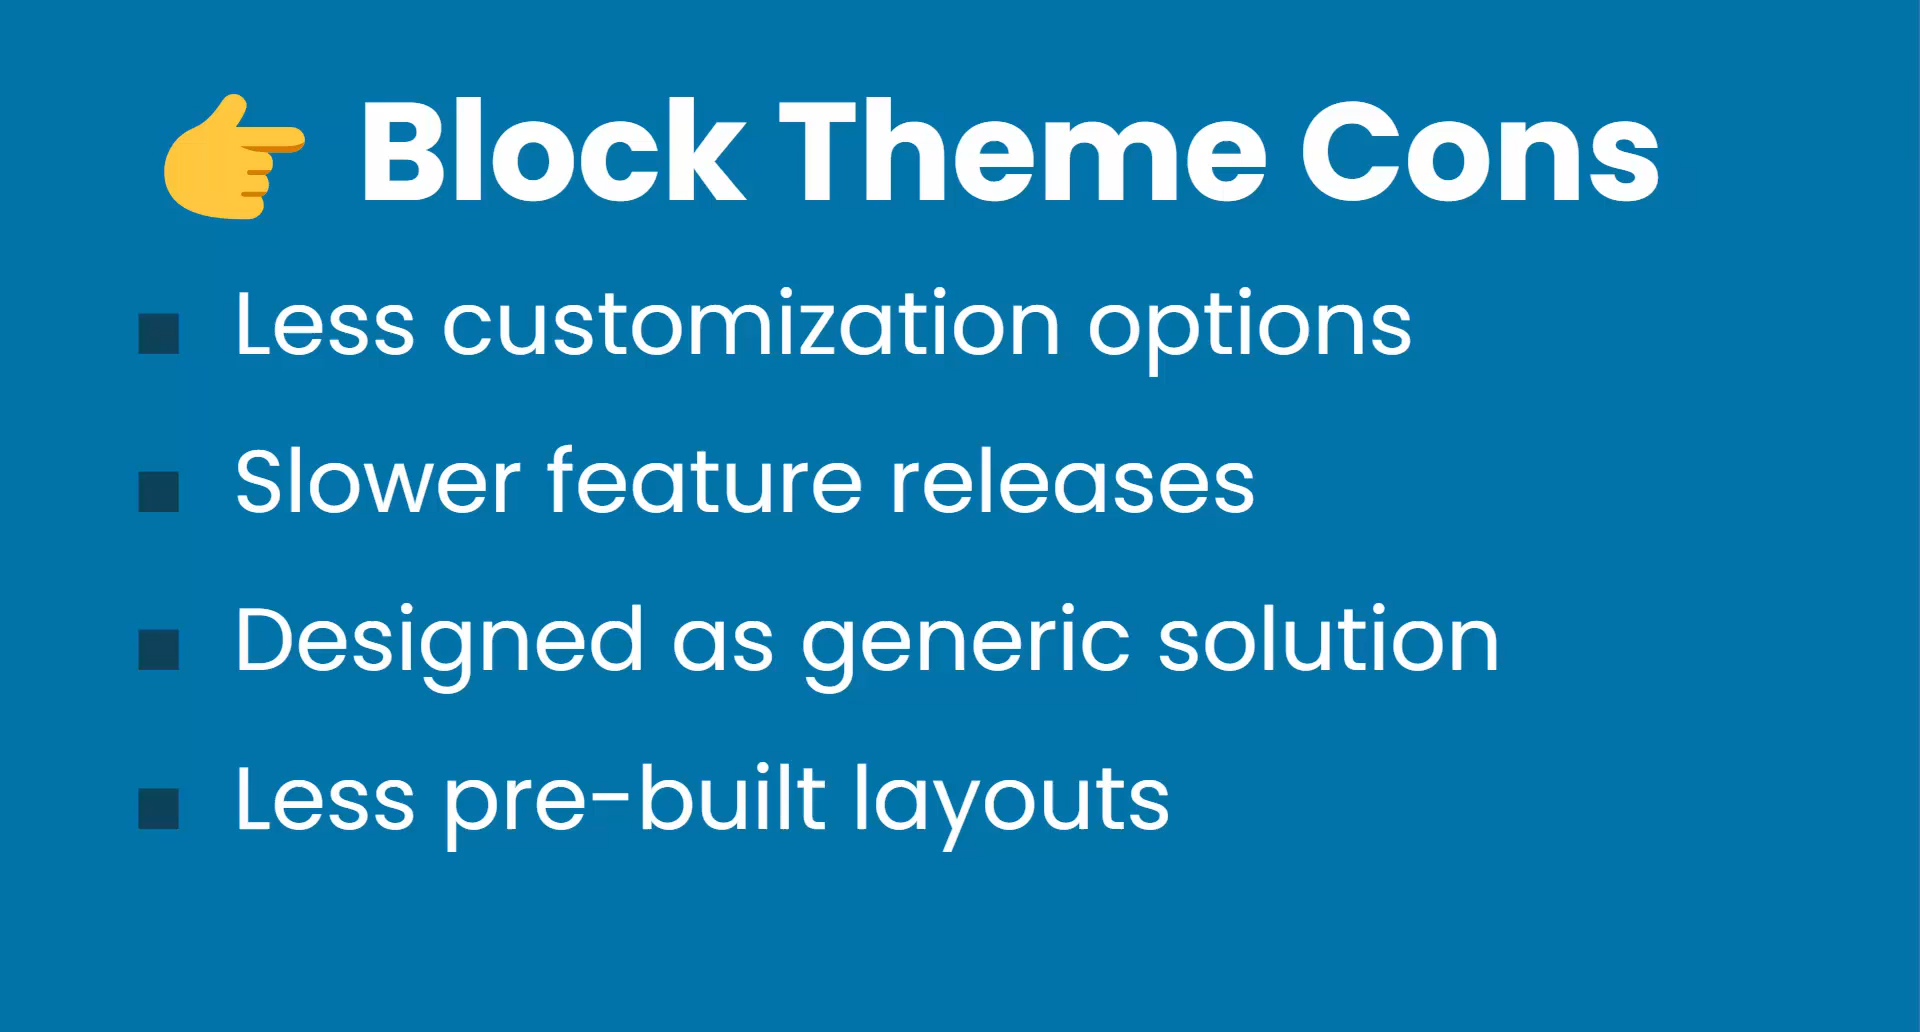 👉 Block Theme Cons
■ Less customization options
■ Slower feature releases
■ Designed as generic solution
■ Less pre-built layouts